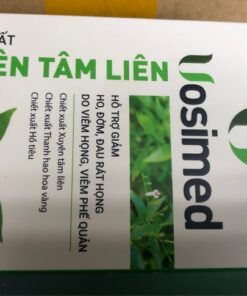 ẤT
ÊN TÂM LIÊN
HỖ TRỢ GIẢM
HO, ĐỜM, ĐAU RÁT HỌNG
DO VIÊM HỌNG, VIÊM PHẾ QUẢN
Chiết xuất Xuyên tâm liên
Chiết xuất Thanh hao hoa vàng
Chiết xuất Hồ tiêu
Vosimed